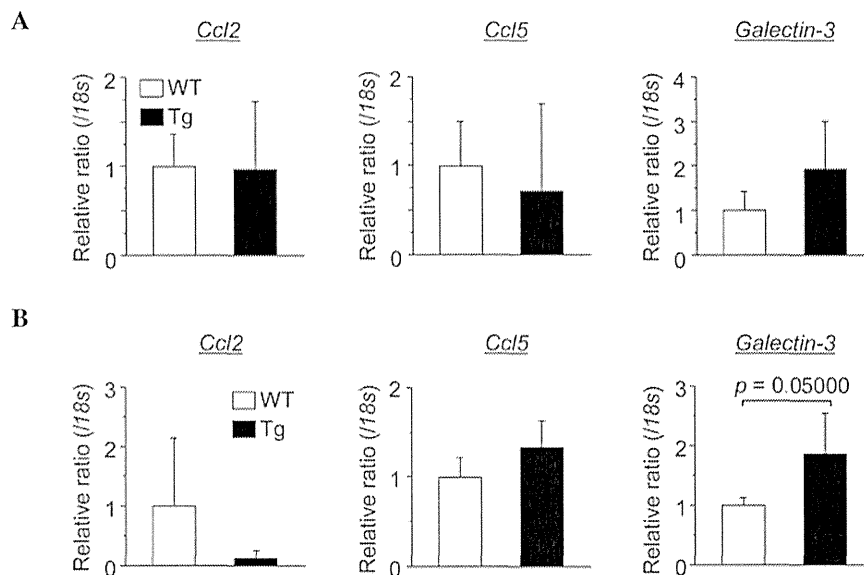 A
Ccl2
Ccl5
Galectin-3
Relative ratio (/18s)
2
1
0
WT
Tg
Relative ratio (/18s)
2
1
0
Relative ratio (/18s)
4
3
2
1
0
B
Ccl2
Ccl5
Galectin-3
Relative ratio (/18s)
3
2
1
0
WT
Tg
Relative ratio (/18s)
2
1
0
Relative ratio (/18s)
3
2
1
0
p = 0.05000